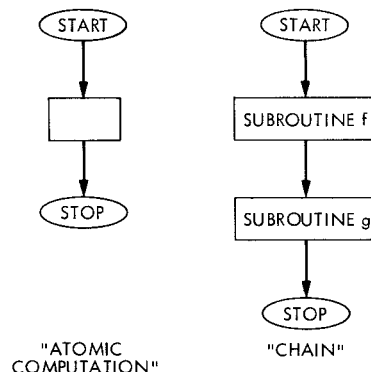 START
STOP
"ATOMIC
COMPUTATION"
START
SUBROUTINE f
SUBROUTINE g
STOP
"CHAIN"